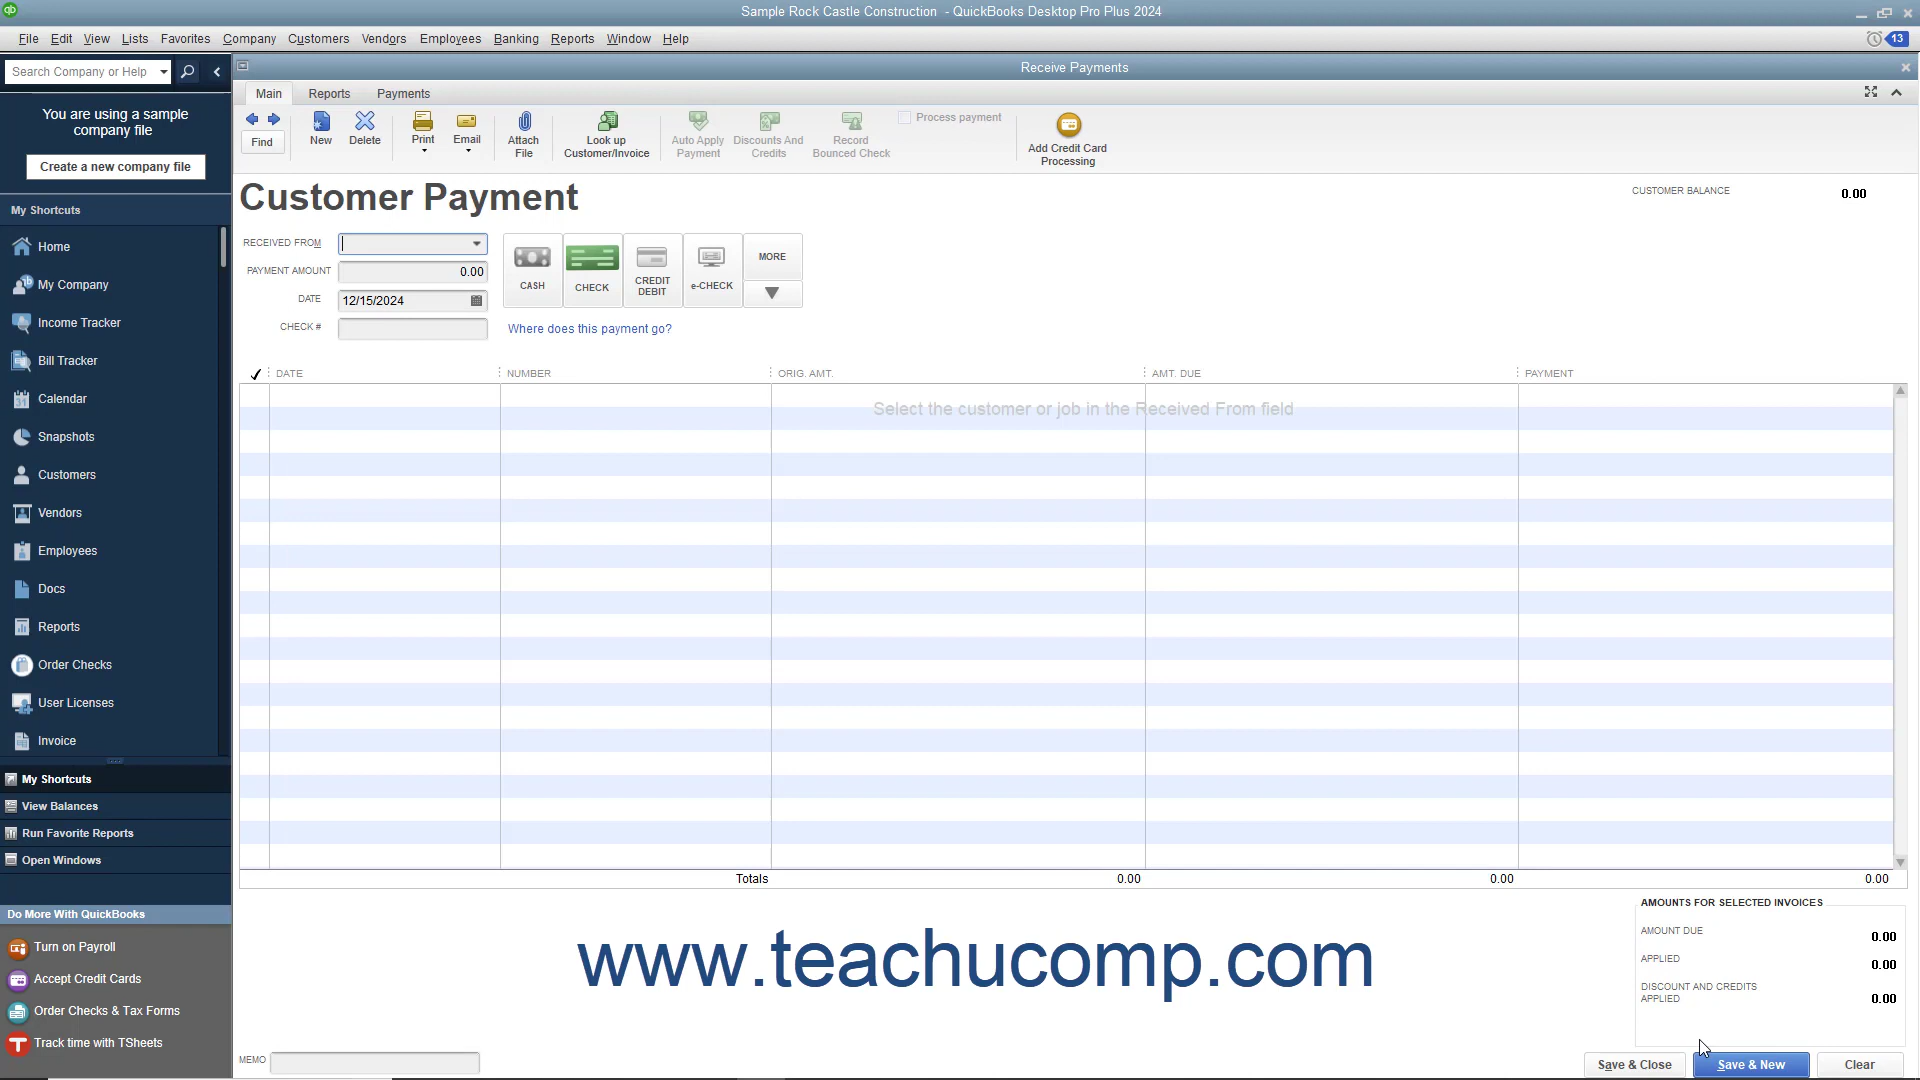 qb
Sample Rock Castle Construction - QuickBooks Desktop Pro Plus 2024
File Edit View Lists Favorites Company Customers Vendors Employees Banking Reports Window Help
13
Search Company or Help
Receive Payments
You are using a sample
company file
Create a new company file
My Shortcuts
Home
My Company
Income Tracker
Bill Tracker
31 Calendar
Snapshots
Customers
Vendors
Employees
Docs
Reports
Order Checks
User Licenses
Invoice
My Shortcuts
View Balances
Run Favorite Reports
Open Windows
Do More With QuickBooks
Turn on Payroll
Accept Credit Cards
Order Checks & Tax Forms
Track time with TSheets
Main Reports Payments
Find
New
Delete
Print
Email
Attach
File
Look up
Customer/Invoice
Auto Apply
Payment
Discounts And
Credits
Record
Bounced Check
Process payment
Add Credit Card
Processing
Customer Payment
CUSTOMER BALANCE 0.00
RECEIVED FROM
PAYMENT AMOUNT 0.00
DATE 12/15/2024
CHECK #
CASH
CHECK
CREDIT
DEBIT
e-CHECK
MORE
Where does this payment go?
DATE NUMBER ORIG. AMT. AMT. DUE PAYMENT
Select the customer or job in the Received From field
Totals 0.00 0.00 0.00
AMOUNTS FOR SELECTED INVOICES
AMOUNT DUE 0.00
APPLIED 0.00
DISCOUNT AND CREDITS
APPLIED 0.00
www.teachucomp.com
MEMO
Save & Close Save & New Clear